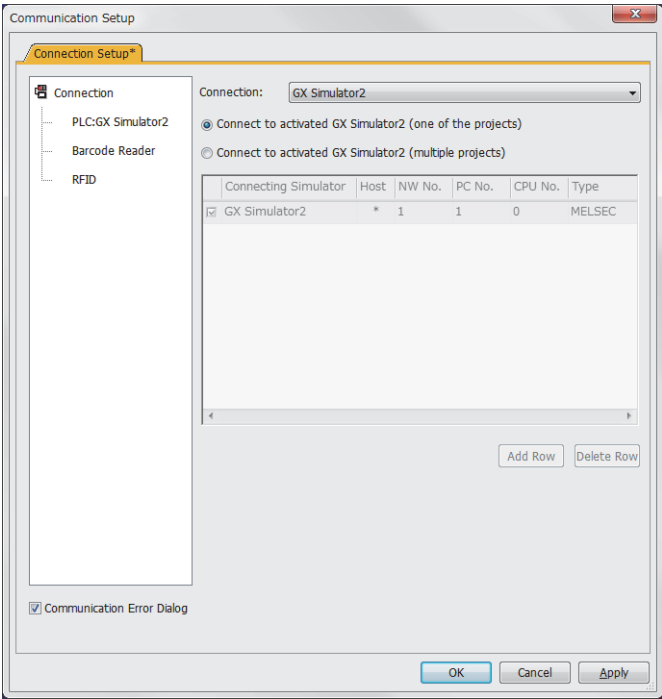 Communication Setup
Connection Setup*
Connection
PLC:GX Simulator2
Barcode Reader
RFID
Connection: GX Simulator2
Connect to activated GX Simulator2 (one of the projects)
Connect to activated GX Simulator2 (multiple projects)
Connecting Simulator Host NW No. PC No. CPU No. Type
GX Simulator2 * 1 1 0 MELSEC
Add Row Delete Row
Communication Error Dialog
OK Cancel Apply